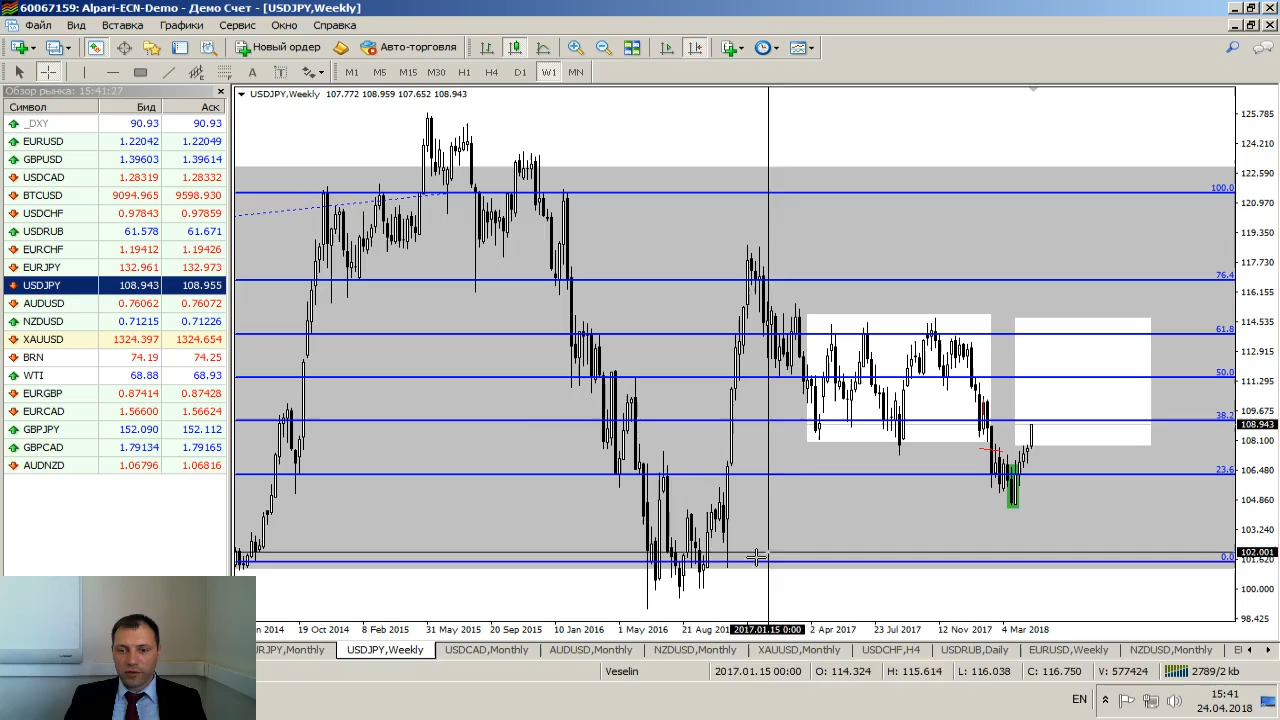 60067159: Alpari-ECN-Demo - Демо Счет - [USDJPY,Weekly]
Файл Вид Вставка Графики Сервис Окно Справка
Новый ордер Авто-торговля
A T M1 M5 M15 M30 H1 H4 D1 W1 MN
Обзор рынка: 15:41:27
Символ Бид Аск
_DXY 90.93 90.93
EURUSD 1.22042 1.22049
GBPUSD 1.39603 1.39614
USDCAD 1.28319 1.28332
BTCUSD 9094.965 9598.930
USDCHF 0.97843 0.97859
USDRUB 61.578 61.671
EURCHF 1.19412 1.19426
EURJPY 132.961 132.973
USDJPY 108.943 108.955
AUDUSD 0.76062 0.76072
NZDUSD 0.71215 0.71226
XAUUSD 1324.397 1324.654
BRN 74.19 74.25
WTI 68.88 68.93
EURGBP 0.87414 0.87428
EURCAD 1.56600 1.56624
GBPJPY 152.090 152.112
GBPCAD 1.79134 1.79165
AUDNZD 1.06796 1.06816
USDJPY,Weekly 107.772 108.959 107.652 108.943
100.0
76.4
61.8
50.0
38.2
23.6
0.0
125.785
124.210
122.590
120.970
119.350
117.730
116.155
114.535
112.915
111.295
109.675
108.943
108.100
106.480
104.860
103.240
102.001
101.620
100.000
98.425
n 2014 19 Oct 2014 8 Feb 2015 31 May 2015 20 Sep 2015 10 Jan 2016 1 May 2016 21 Aug 20 2017.01.15 0:00 2 Apr 2017 23 Jul 2017 12 Nov 2017 4 Mar 2018
JRJPY,Monthly USDJPY,Weekly USDCAD,Monthly AUDUSD,Monthly NZDUSD,Monthly XAUUSD,Monthly USDCHF,H4 USDRUB,Daily EURUSD,Weekly NZDUSD,Monthly
Veselin 2017.01.15 00:00 O: 114.324 H: 115.614 L: 116.038 C: 116.750 V: 577424 2789/2 kb
EN 15:41
24.04.2018